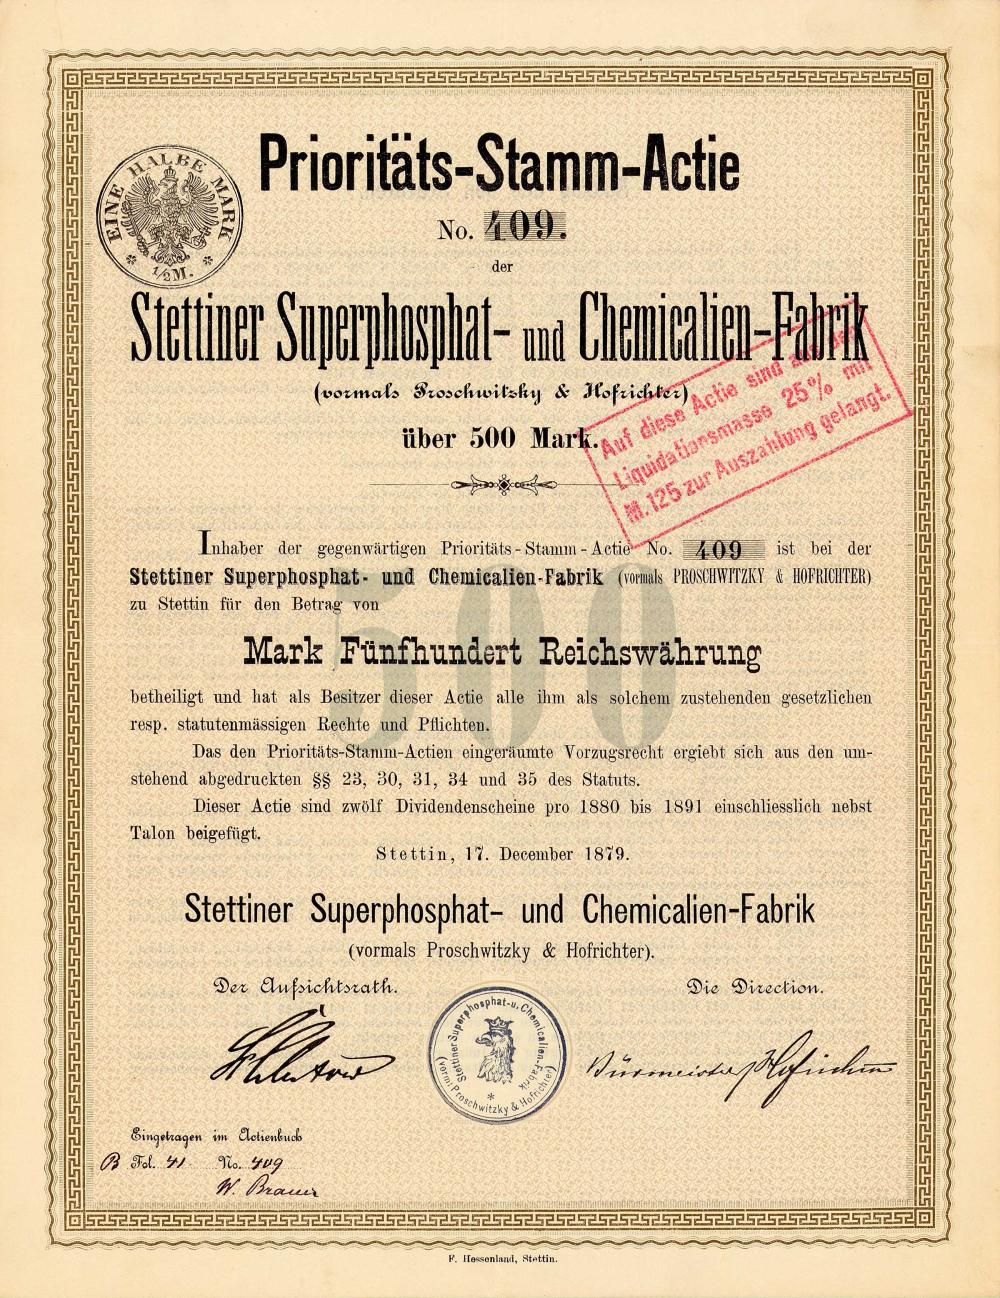 EINE HALBE MARK
1/2 M.
Prioritäts-Stamm-Actie
No. 409.
der
Stettiner Superphosphat- und Chemicalien-Fabrik
(vormals Proschwitzky & Hofrichter)
über 500 Mark.
Auf diese Actie sind aus der
Liquidationsmasse 25% mit
M. 125 zur Auszahlung gelangt.
Inhaber der gegenwärtigen Prioritäts-Stamm-Actie No. 409 ist bei der
Stettiner Superphosphat- und Chemicalien-Fabrik (vormals PROSCHWITZKY & HOFRICHTER)
zu Stettin für den Betrag von
500
Mark Fünfhundert Reichswährung
betheiligt und hat als Besitzer dieser Actie alle ihm als solchem zustehenden gesetzlichen
resp. statutenmässigen Rechte und Pflichten.
Das den Prioritäts-Stamm-Actien eingeräumte Vorzugsrecht ergiebt sich aus den um-
stehend abgedruckten §§ 23, 30, 31, 34 und 35 des Statuts.
Dieser Actie sind zwölf Dividendenscheine pro 1880 bis 1891 einschliesslich nebst
Talon beigefügt.
Stettin, 17. December 1879.
Stettiner Superphosphat- und Chemicalien-Fabrik
(vormals Proschwitzky & Hofrichter).
Der Aufsichtsrath.
Die Direction.
Stettiner Superphosphat-u. Chemicalien-Fabrik
(vorm. Proschwitzky & Hofrichter)
Bürmeister Hofrichter
Eingetragen im Actienbuch
B Fol. 41. No. 409
W. Brauer
F. Hessenland, Stettin.